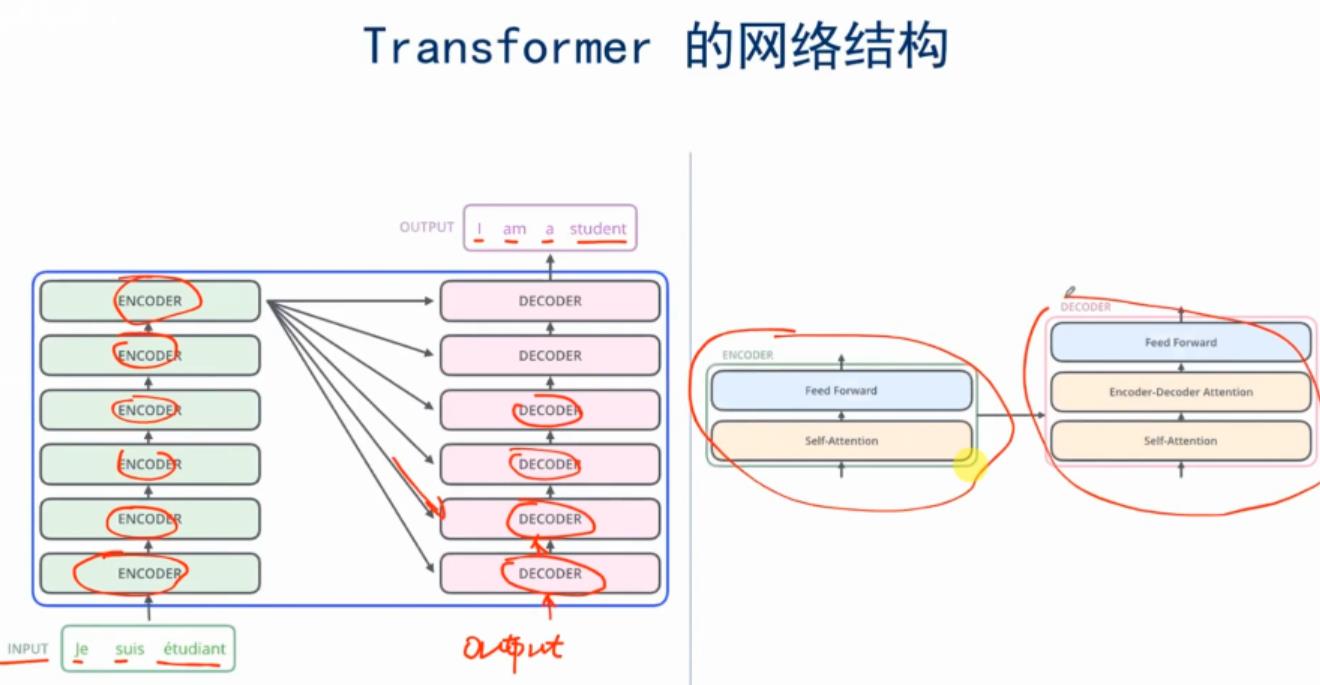 Transformer 的网络结构
OUTPUT I am a student
ENCODER DECODER
ENCODER DECODER
ENCODER DECODER
ENCODER DECODER
ENCODER DECODER
ENCODER DECODER
INPUT Je suis étudiant
output
ENCODER
Feed Forward
Self-Attention
DECODER
Feed Forward
Encoder-Decoder Attention
Self-Attention